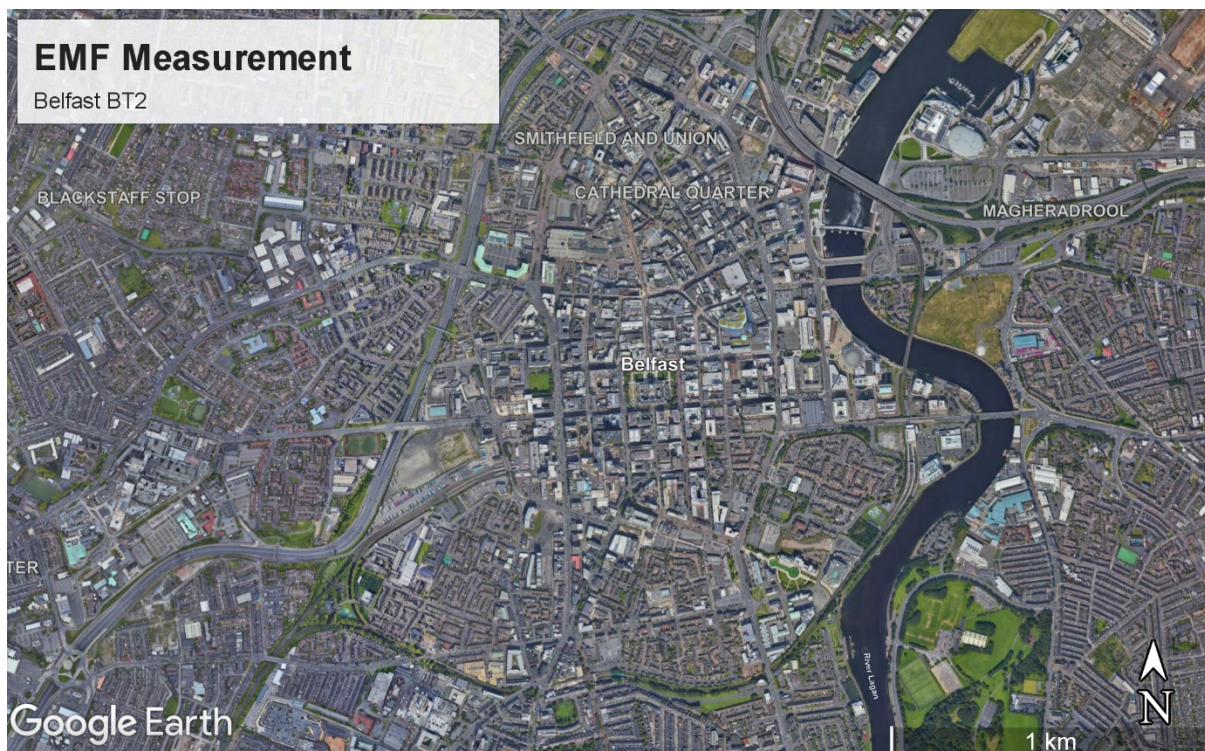 EMF Measurement
Belfast BT2
SMITHFIELD AND UNION
CATHEDRAL QUARTER
BLACKSTAFF STOP
MAGHERADROOL
Belfast
TER
River Lagan
N
Google Earth
1 km